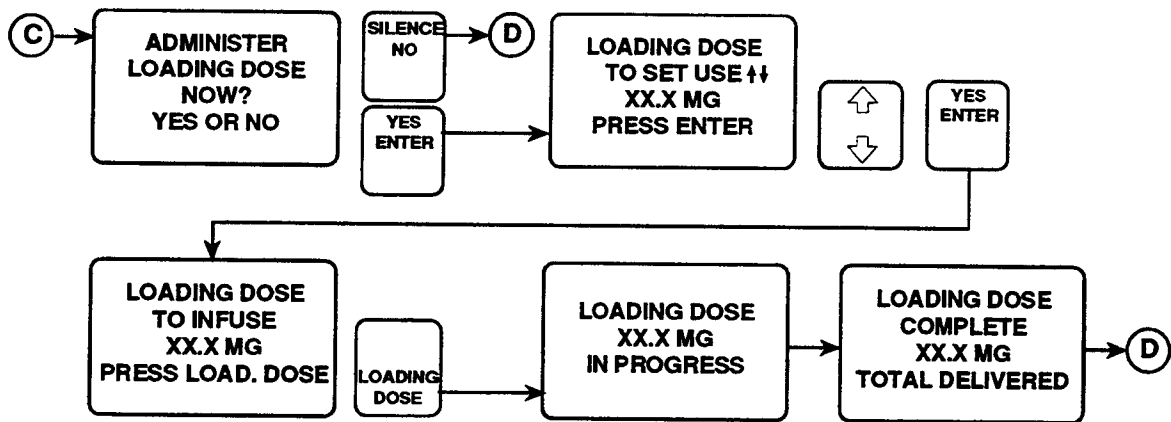 C
ADMINISTER
LOADING DOSE
NOW?
YES OR NO
SILENCE
NO
D
YES
ENTER
LOADING DOSE
TO SET USE ↑↓
XX.X MG
PRESS ENTER
YES
ENTER
LOADING DOSE
TO INFUSE
XX.X MG
PRESS LOAD. DOSE
LOADING
DOSE
LOADING DOSE
XX.X MG
IN PROGRESS
LOADING DOSE
COMPLETE
XX.X MG
TOTAL DELIVERED
D